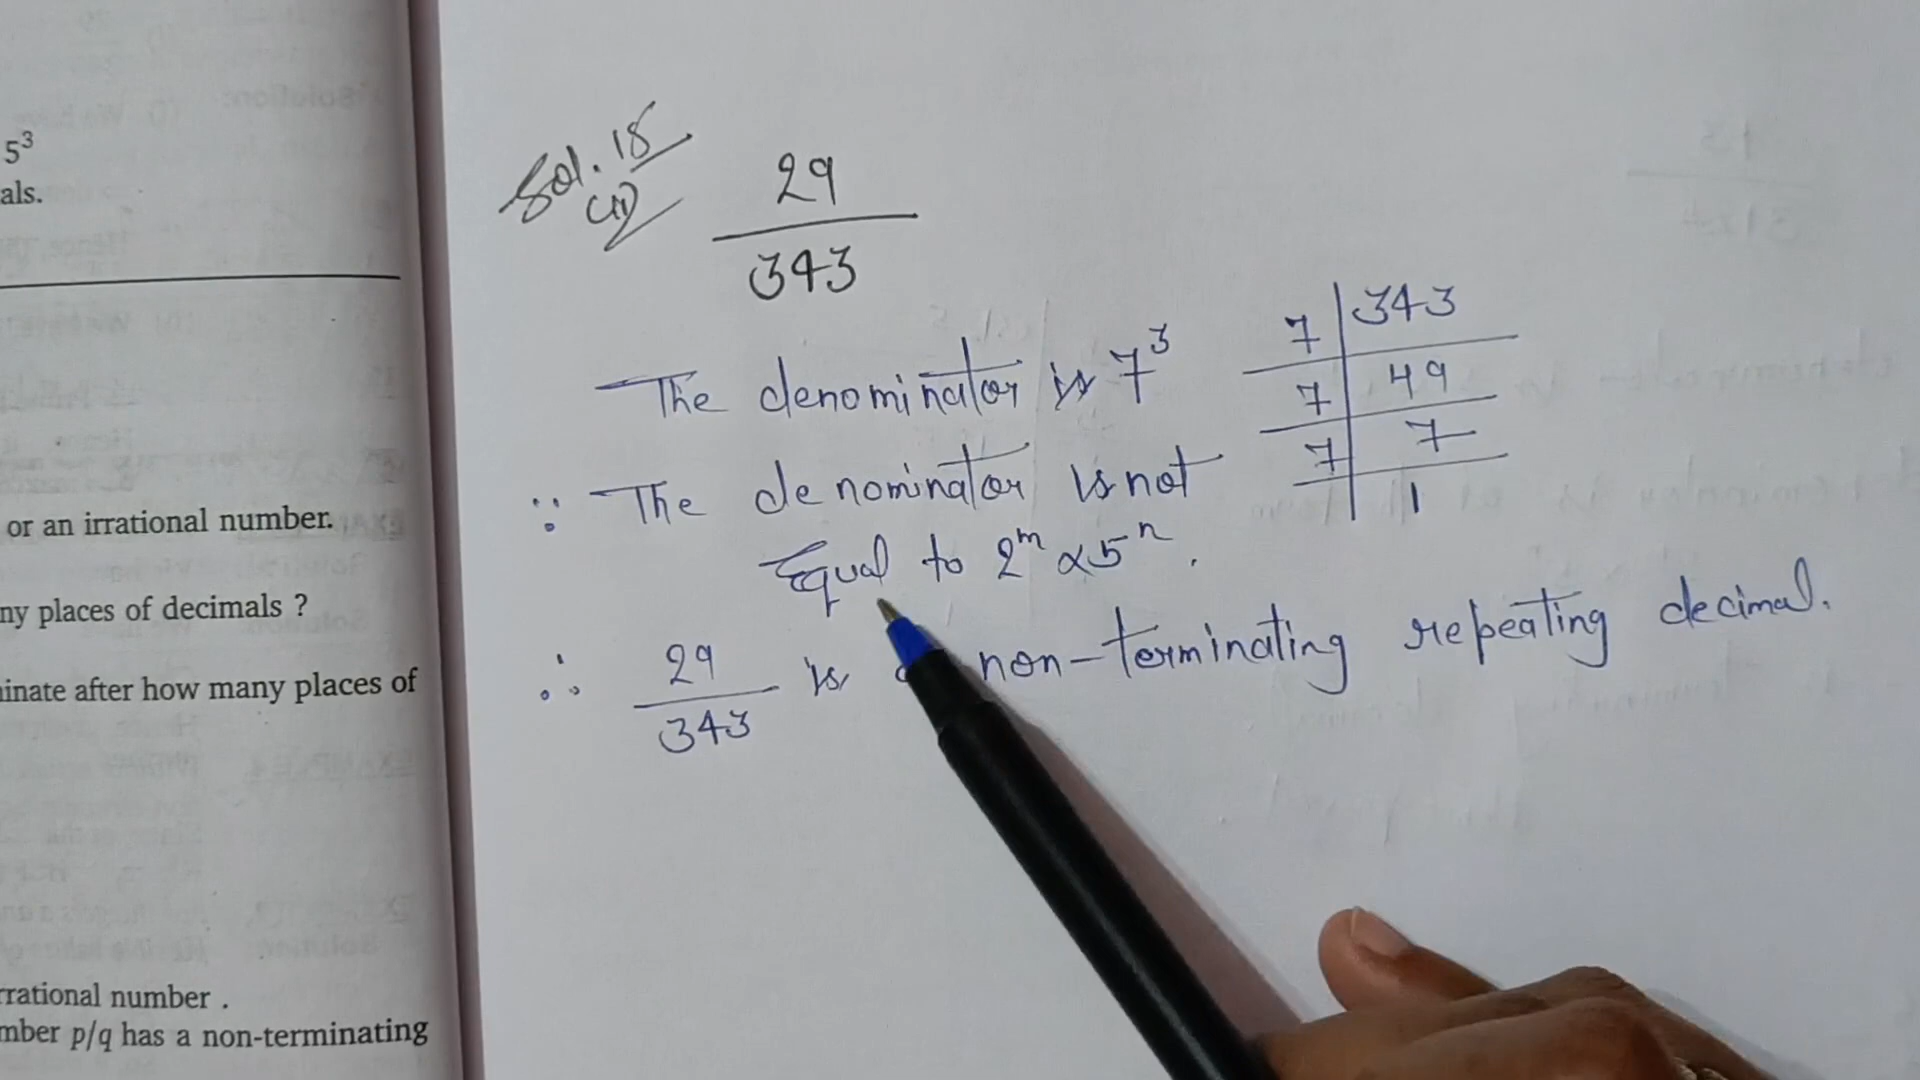 5³
als.
or an irrational number.
ny places of decimals ?
inate after how many places of
rrational number .
mber p/q has a non-terminating
Sol. 18
29
343
The denominator is 7³
7 | 343
7 | 49
7 | 7
1
∵ The denominator is not
Equal to 2ᵐ x 5ⁿ.
∴ 29
343
is non-terminating repeating decimal.